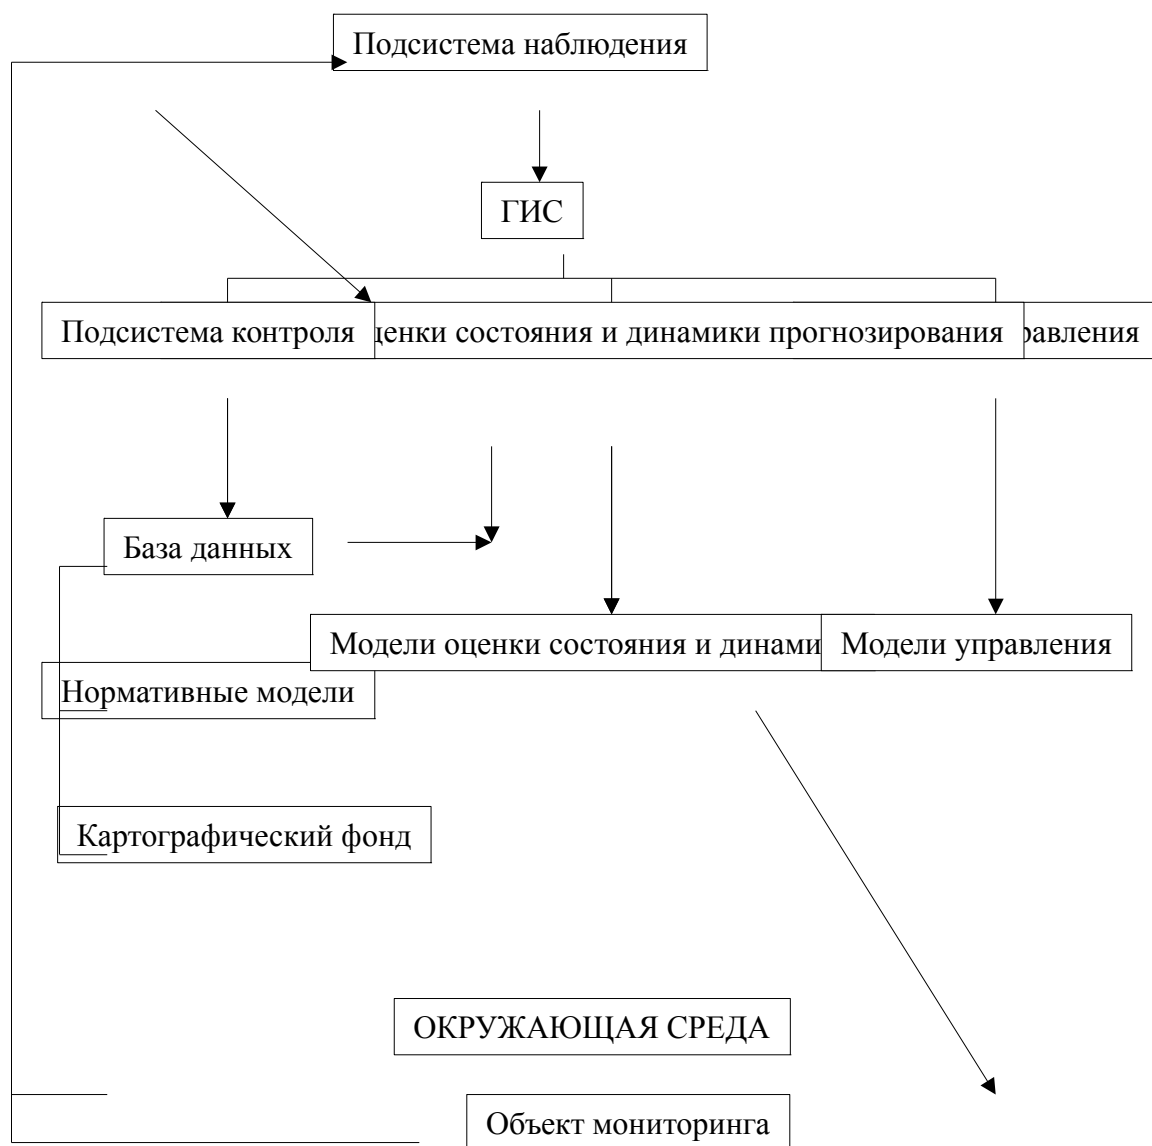 Подсистема наблюдения
ГИС
Подсистема контроля
оценки состояния и динамики прогнозирования
равления
База данных
Модели оценки состояния и динами
Модели управления
Нормативные модели
Картографический фонд
ОКРУЖАЮЩАЯ СРЕДА
Объект мониторинга